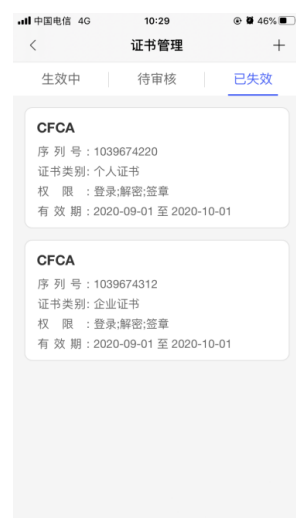 中国电信 4G 10:29 46%
证书管理
生效中 待审核 已失效
CFCA
序列号:1039674220
证书类别:个人证书
权限:登录;解密;签章
有效期:2020-09-01 至 2020-10-01
CFCA
序列号:1039674312
证书类别:企业证书
权限:登录;解密;签章
有效期:2020-09-01 至 2020-10-01